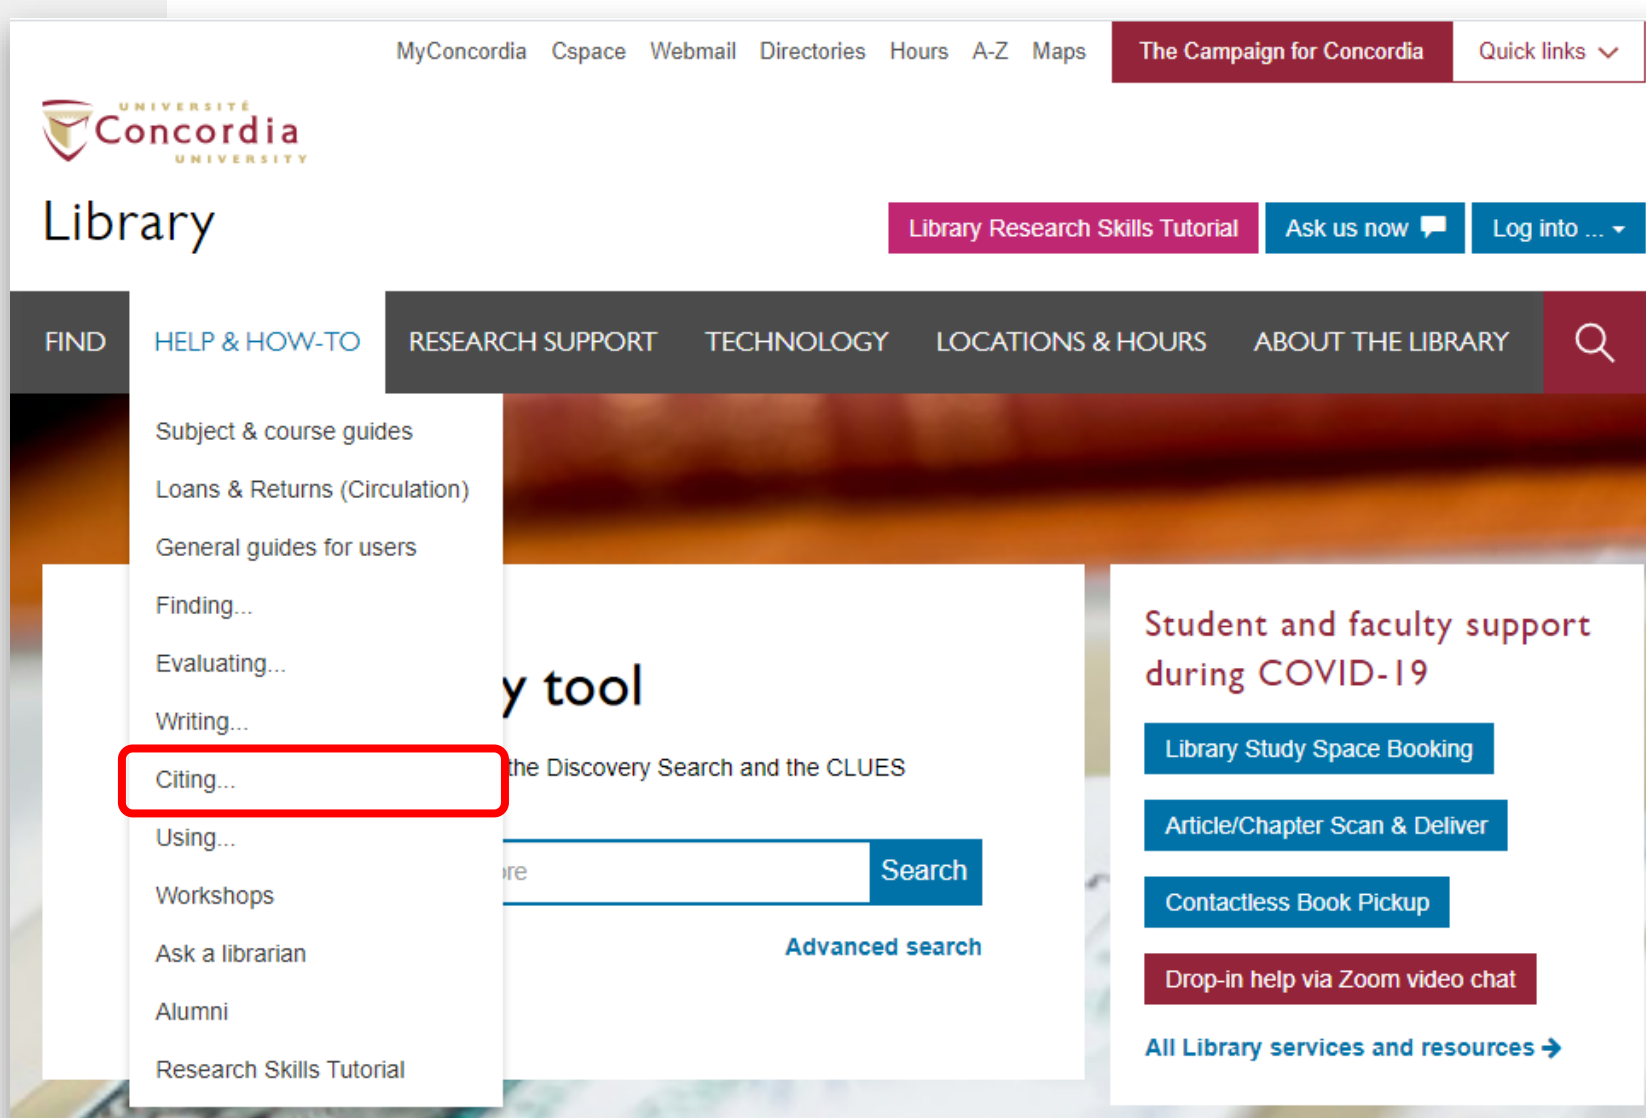 MyConcordia Cspace Webmail Directories Hours A-Z Maps The Campaign for Concordia Quick links
UNIVERSITÉ
Concordia
UNIVERSITY
Library
Library Research Skills Tutorial Ask us now Log into ...
FIND HELP & HOW-TO RESEARCH SUPPORT TECHNOLOGY LOCATIONS & HOURS ABOUT THE LIBRARY
Subject & course guides
Loans & Returns (Circulation)
General guides for users
Finding...
Evaluating...
Writing...
Citing...
Using...
Workshops
Ask a librarian
Alumni
Research Skills Tutorial
y tool
the Discovery Search and the CLUES
Search
Advanced search
Student and faculty support
during COVID-19
Library Study Space Booking
Article/Chapter Scan & Deliver
Contactless Book Pickup
Drop-in help via Zoom video chat
All Library services and resources